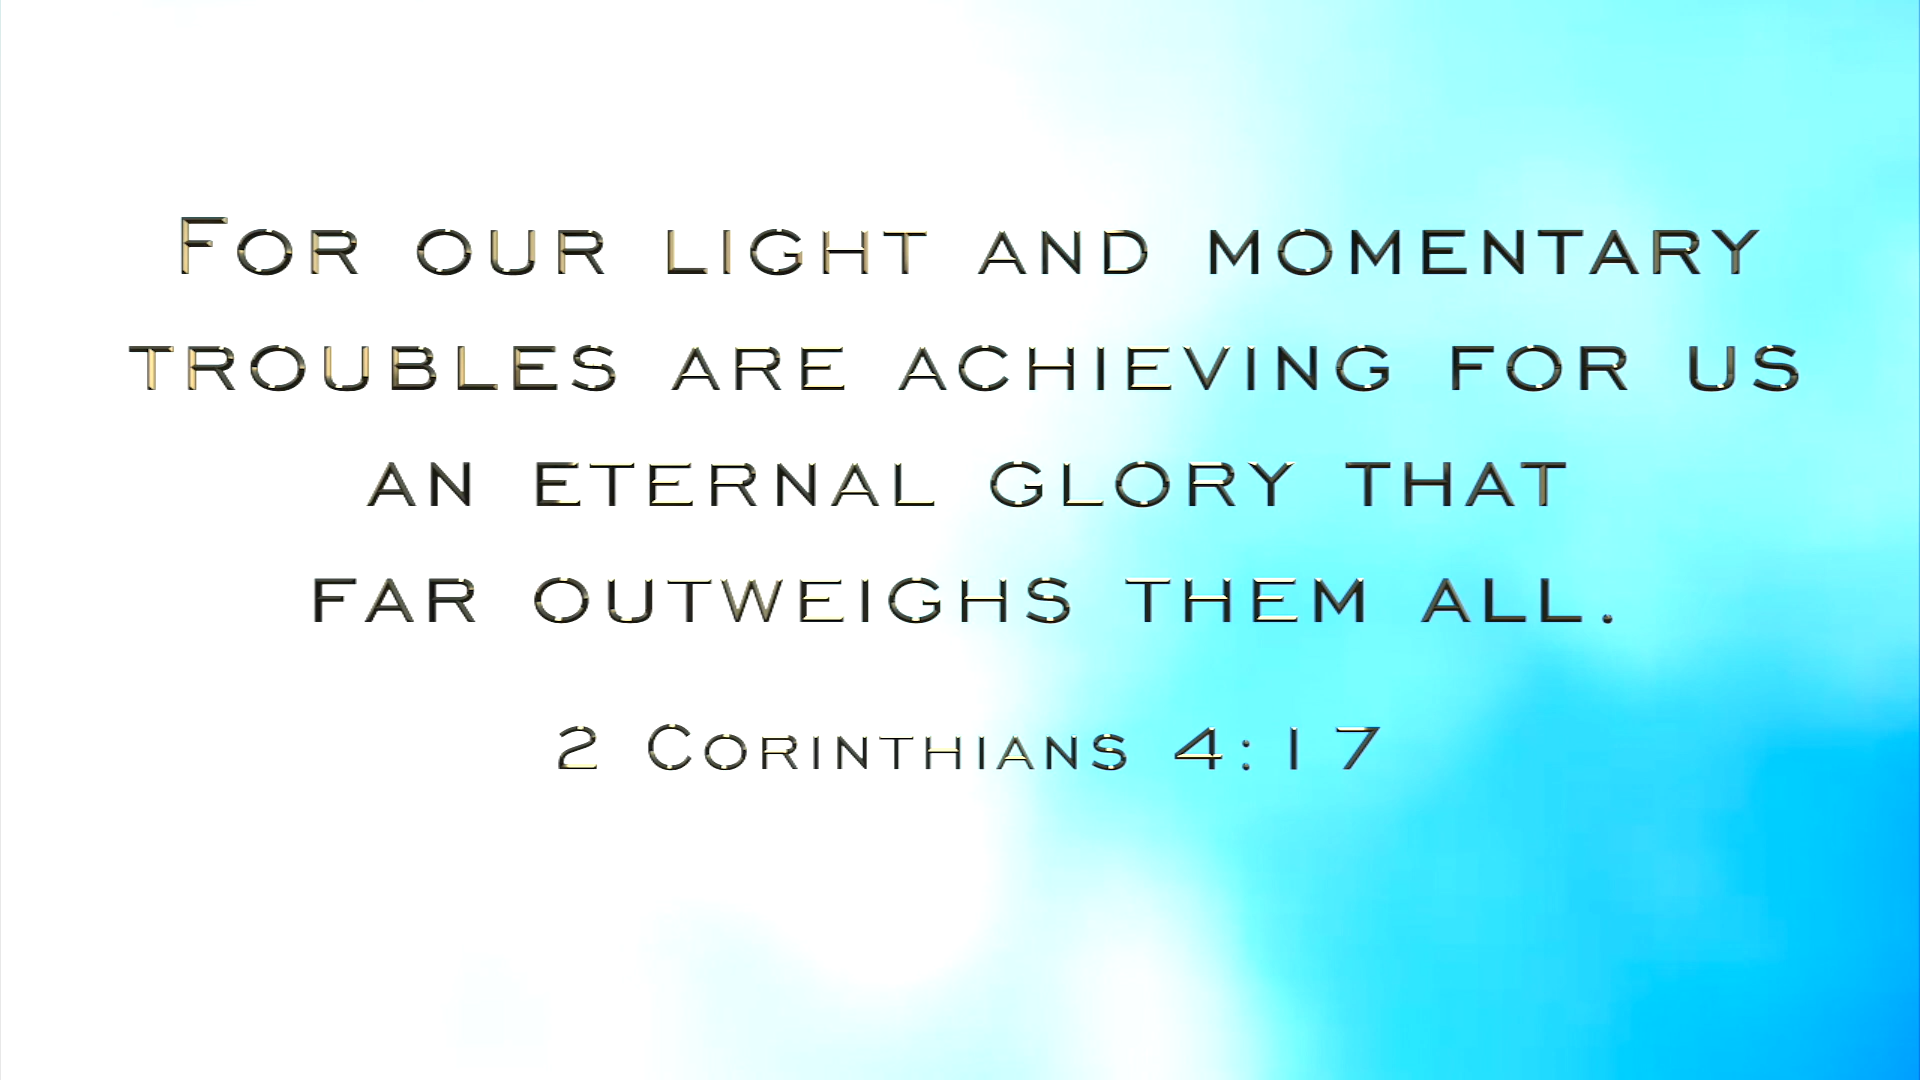 For our light and momentary
troubles are achieving for us
an eternal glory that
far outweighs them all.
2 Corinthians 4:17